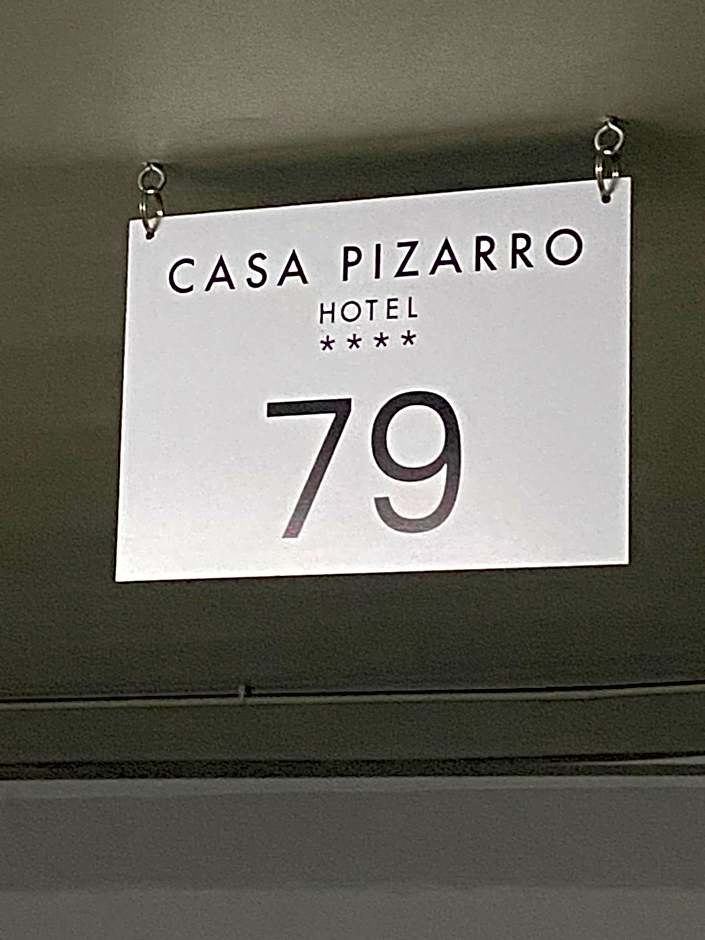 CASA PIZARRO
HOTEL
****
79